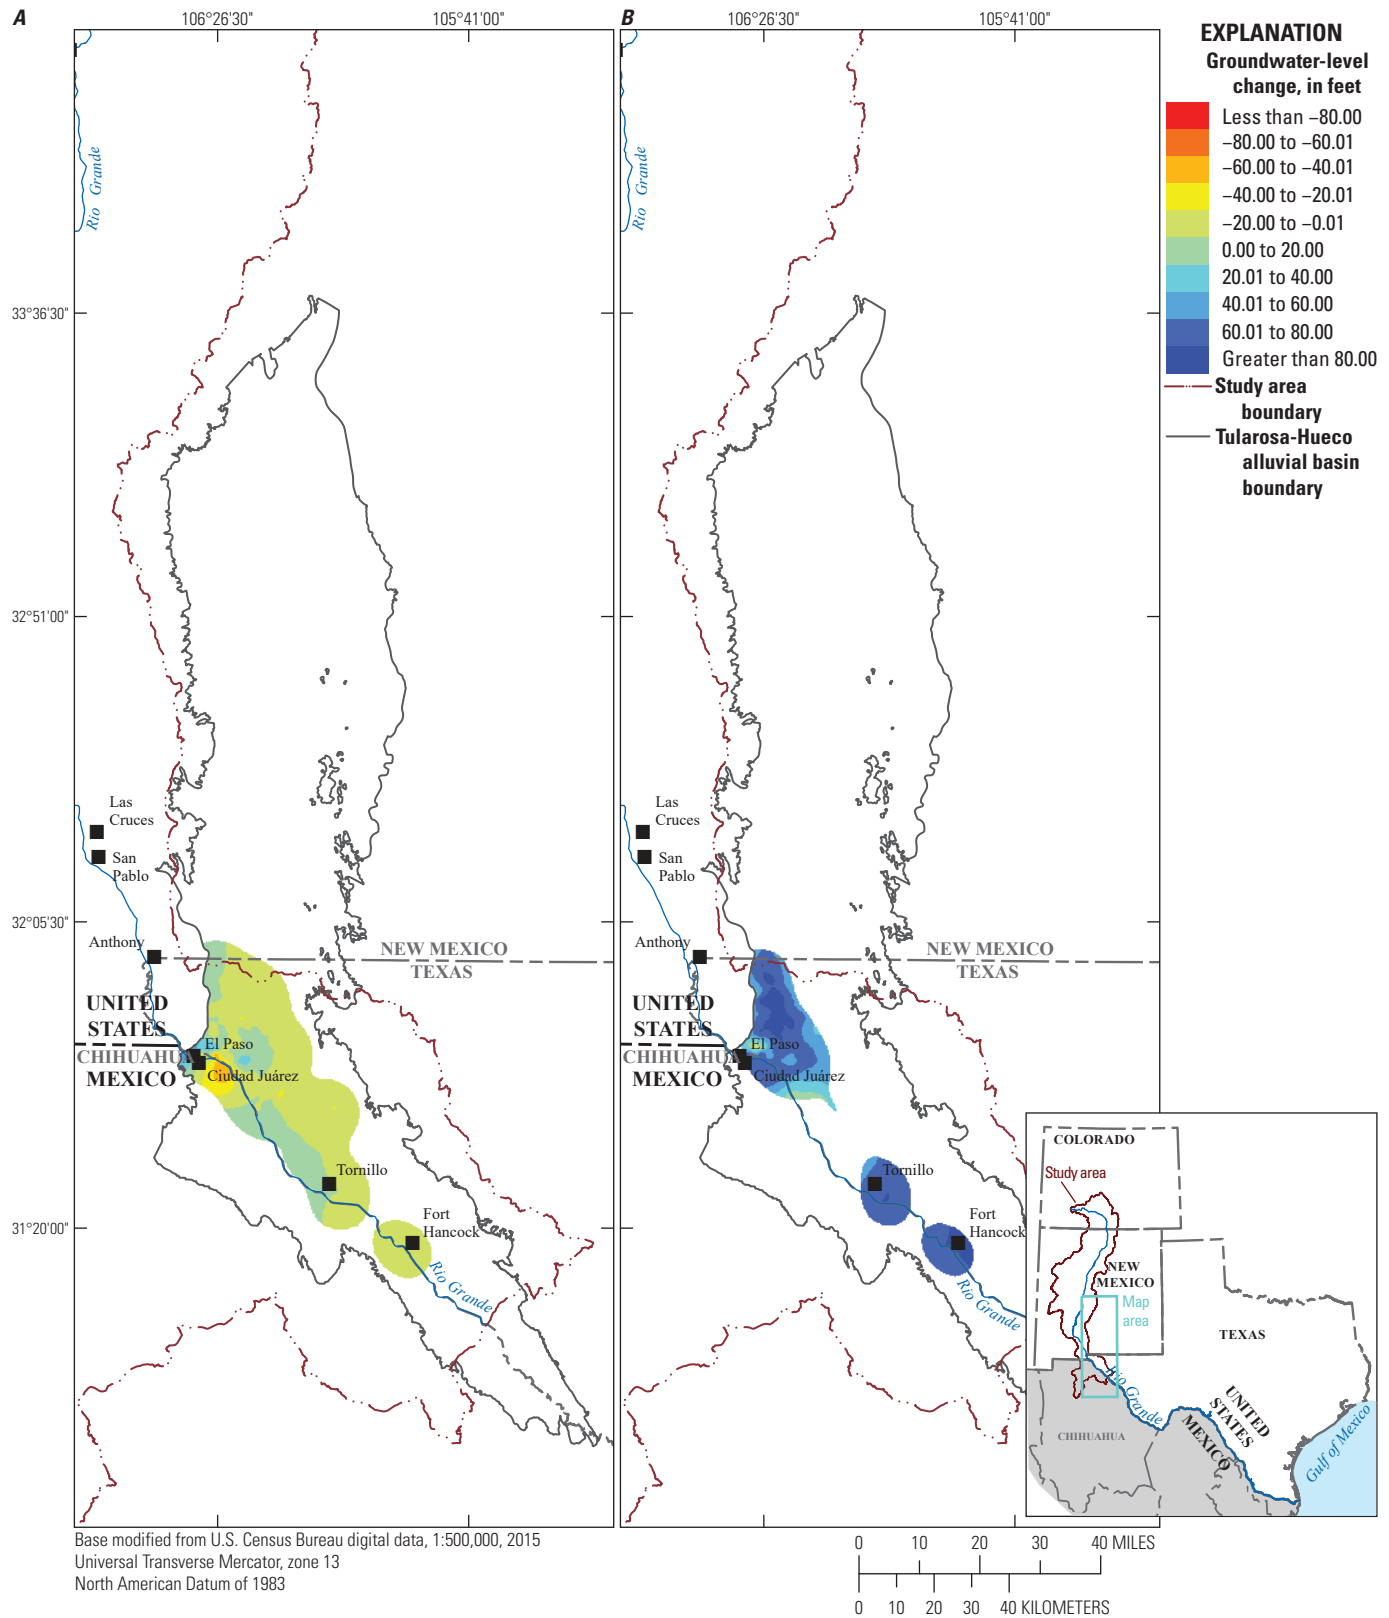 A
106°26'30"
105°41'00"
B
106°26'30"
105°41'00"
EXPLANATION
Groundwater-level
change, in feet
Less than −80.00
−80.00 to −60.01
−60.00 to −40.01
−40.00 to −20.01
−20.00 to −0.01
0.00 to 20.00
20.01 to 40.00
40.01 to 60.00
60.01 to 80.00
Greater than 80.00
Study area
boundary
Tularosa-Hueco
alluvial basin
boundary
33°36'30"
32°51'00"
32°05'30"
31°20'00"
Rio Grande
Las
Cruces
San
Pablo
Anthony
NEW MEXICO
TEXAS
UNITED
STATES
CHIHUAHUA
MEXICO
El Paso
Ciudad Juárez
Tornillo
Fort
Hancock
Rio Grande
Rio Grande
Las
Cruces
San
Pablo
Anthony
NEW MEXICO
TEXAS
UNITED
STATES
CHIHUAHUA
MEXICO
El Paso
Ciudad Juárez
Tornillo
Fort
Hancock
Rio Grande
COLORADO
Study area
NEW
MEXICO
Map
area
TEXAS
Rio Grande
UNITED
STATES
MEXICO
CHIHUAHUA
Gulf of Mexico
Base modified from U.S. Census Bureau digital data, 1:500,000, 2015
Universal Transverse Mercator, zone 13
North American Datum of 1983
0 10 20 30 40 MILES
0 10 20 30 40 KILOMETERS